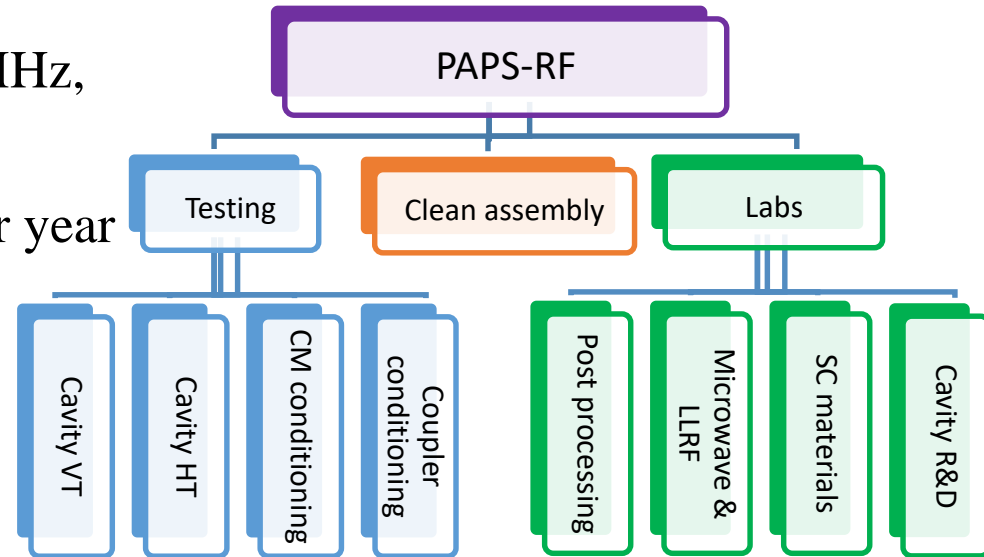 PAPS-RF
MHz,
Testing
Clean assembly
Labs
r year
Cavity VT
Cavity HT
CM conditioning
Coupler
conditioning
Post processing
Microwave &
LLRF
SC materials
Cavity R&D